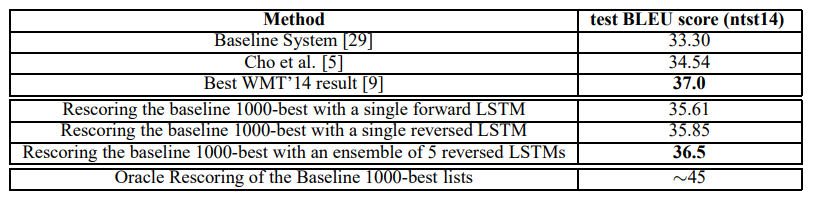 Method test BLEU score (ntst14)
Baseline System [29] 33.30
Cho et al. [5] 34.54
Best WMT'14 result [9] 37.0
Rescoring the baseline 1000-best with a single forward LSTM 35.61
Rescoring the baseline 1000-best with a single reversed LSTM 35.85
Rescoring the baseline 1000-best with an ensemble of 5 reversed LSTMs 36.5
Oracle Rescoring of the Baseline 1000-best lists ∼45